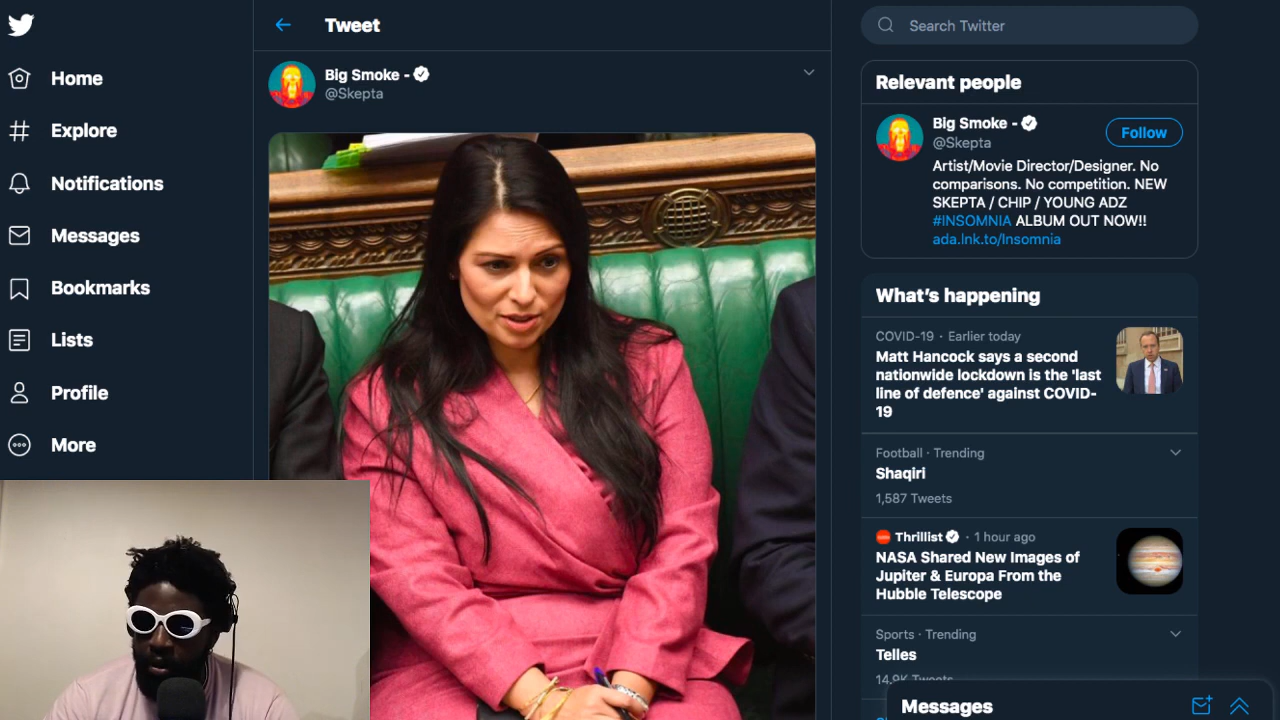 Home
Explore
Notifications
Messages
Bookmarks
Lists
Profile
More
Tweet
Big Smoke -
@Skepta
Search Twitter
Relevant people
Big Smoke -
@Skepta
Follow
Artist/Movie Director/Designer. No
comparisons. No competition. NEW
SKEPTA / CHIP / YOUNG ADZ
#INSOMNIA ALBUM OUT NOW!!
ada.lnk.to/Insomnia
What's happening
COVID-19 · Earlier today
Matt Hancock says a second
nationwide lockdown is the 'last
line of defence' against COVID-
19
Football · Trending
Shaqiri
1,587 Tweets
Thrillist · 1 hour ago
NASA Shared New Images of
Jupiter & Europa From the
Hubble Telescope
Sports · Trending
Telles
14.9K Tweets
Messages